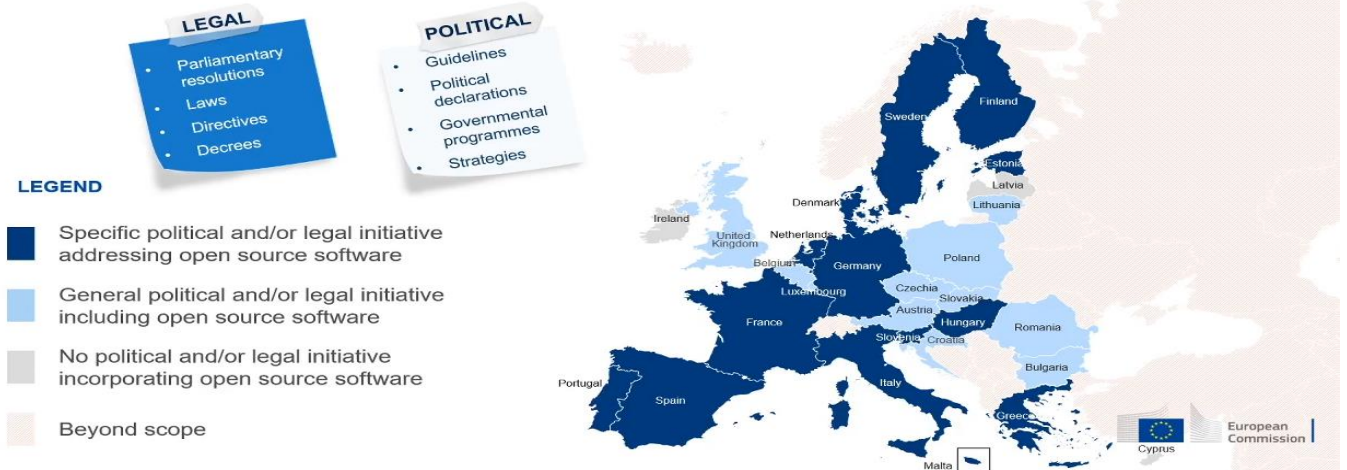 LEGAL
• Parliamentary
resolutions
• Laws
• Directives
• Decrees
POLITICAL
• Guidelines
• Political
declarations
• Governmental
programmes
• Strategies
LEGEND
Specific political and/or legal initiative
addressing open source software
General political and/or legal initiative
including open source software
No political and/or legal initiative
incorporating open source software
Beyond scope
Finland
Sweden
Estonia
Latvia
Lithuania
Denmark
Ireland
United
Kingdom
Netherlands
Belgium
Luxembourg
Germany
Poland
Czechia
Slovakia
Austria
Hungary
Slovenia
Croatia
Romania
Bulgaria
France
Italy
Portugal
Spain
Greece
Malta
Cyprus
European
Commission